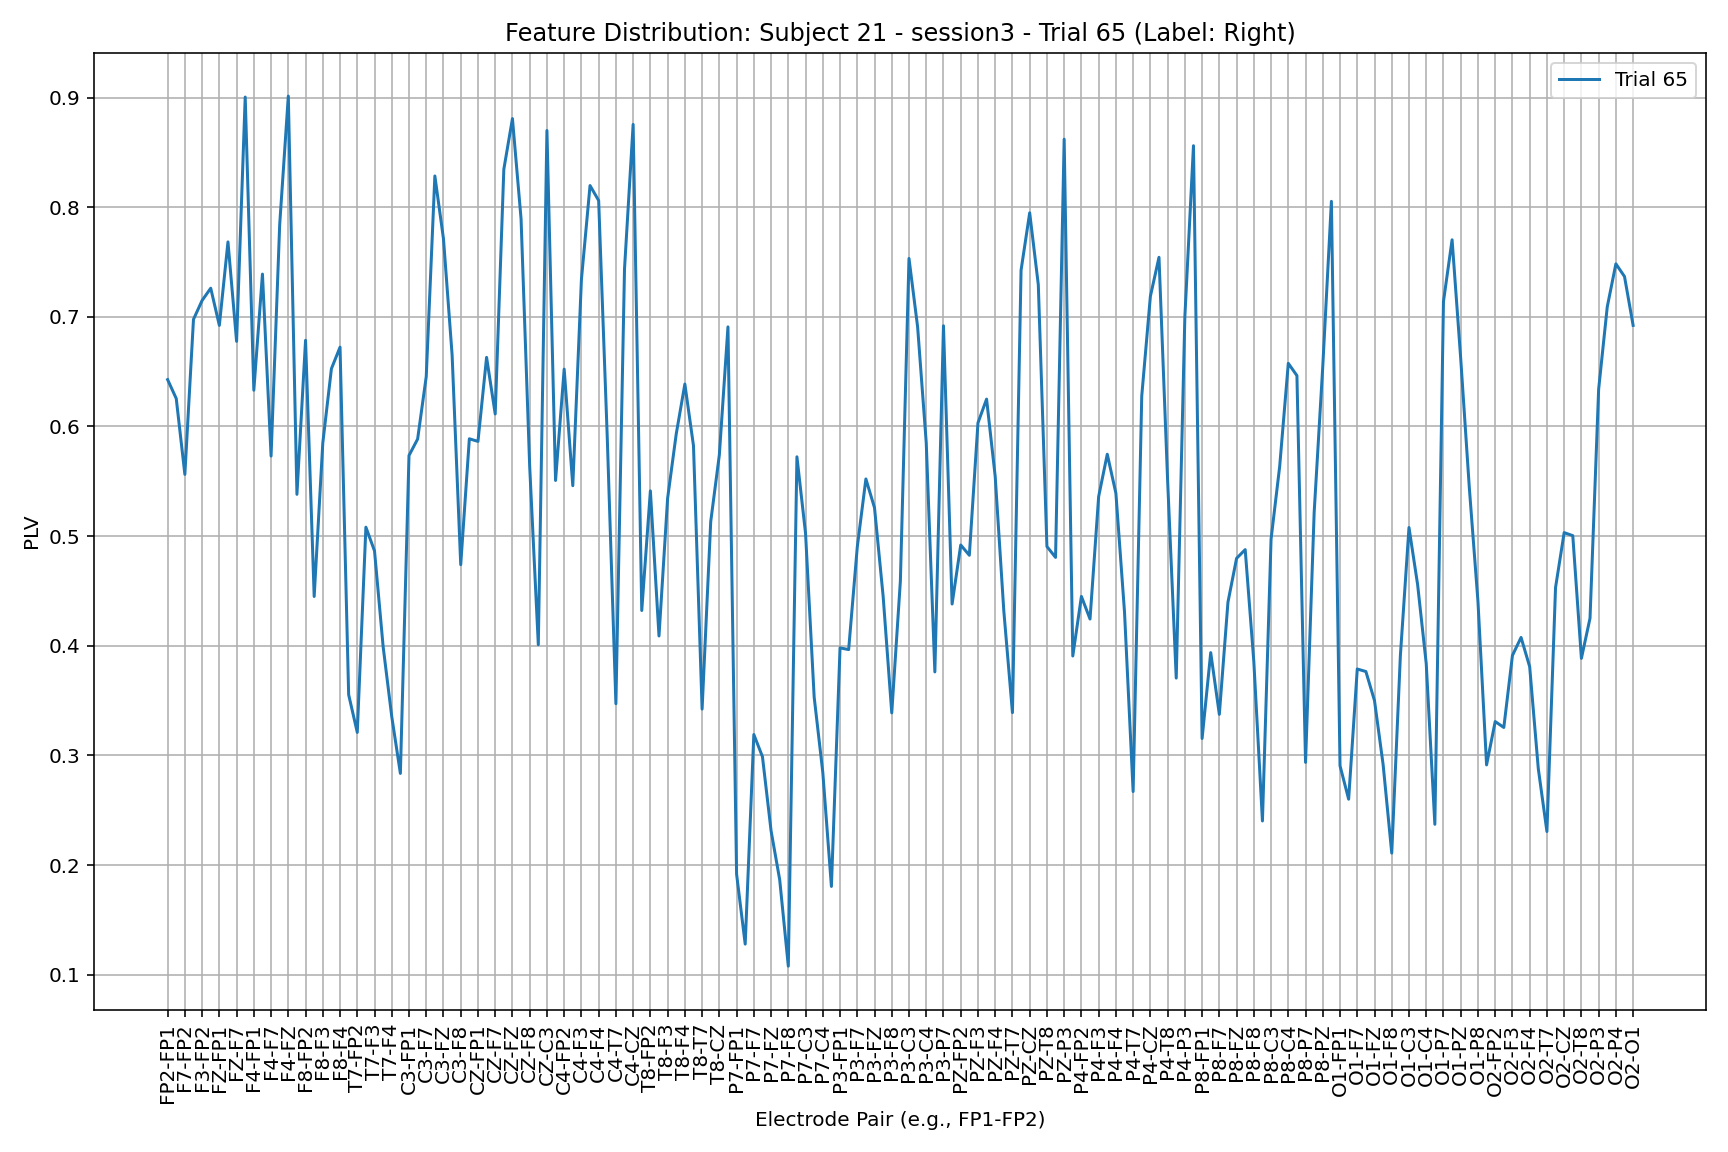 Feature Distribution: Subject 21 - session3 - Trial 65 (Label: Right)
Trial 65
0.9
0.8
0.7
0.6
0.5
0.4
0.3
0.2
0.1
PLV
FP2-FP1
F7-FP2
F3-FP2
FZ-FP1
FZ-F7
F4-FP1
F4-F7
F4-FZ
F8-FP2
F8-F3
F8-F4
T7-FP2
T7-F3
T7-F4
C3-FP1
C3-F7
C3-FZ
C3-F8
CZ-FP1
CZ-F7
CZ-FZ
CZ-F8
CZ-C3
C4-FP2
C4-F3
C4-F4
C4-T7
C4-CZ
T8-FP2
T8-F3
T8-F4
T8-T7
T8-CZ
P7-FP1
P7-F7
P7-FZ
P7-F8
P7-C3
P7-C4
P3-FP1
P3-F7
P3-FZ
P3-F8
P3-C3
P3-C4
P3-P7
PZ-FP2
PZ-F3
PZ-F4
PZ-T7
PZ-CZ
PZ-T8
PZ-P3
P4-FP2
P4-F3
P4-F4
P4-T7
P4-CZ
P4-T8
P4-P3
P8-FP1
P8-F7
P8-FZ
P8-F8
P8-C3
P8-C4
P8-P7
P8-PZ
O1-FP1
O1-F7
O1-FZ
O1-F8
O1-C3
O1-C4
O1-P7
O1-PZ
O1-P8
O2-FP2
O2-F3
O2-F4
O2-T7
O2-CZ
O2-T8
O2-P3
O2-P4
O2-O1
Electrode Pair (e.g., FP1-FP2)